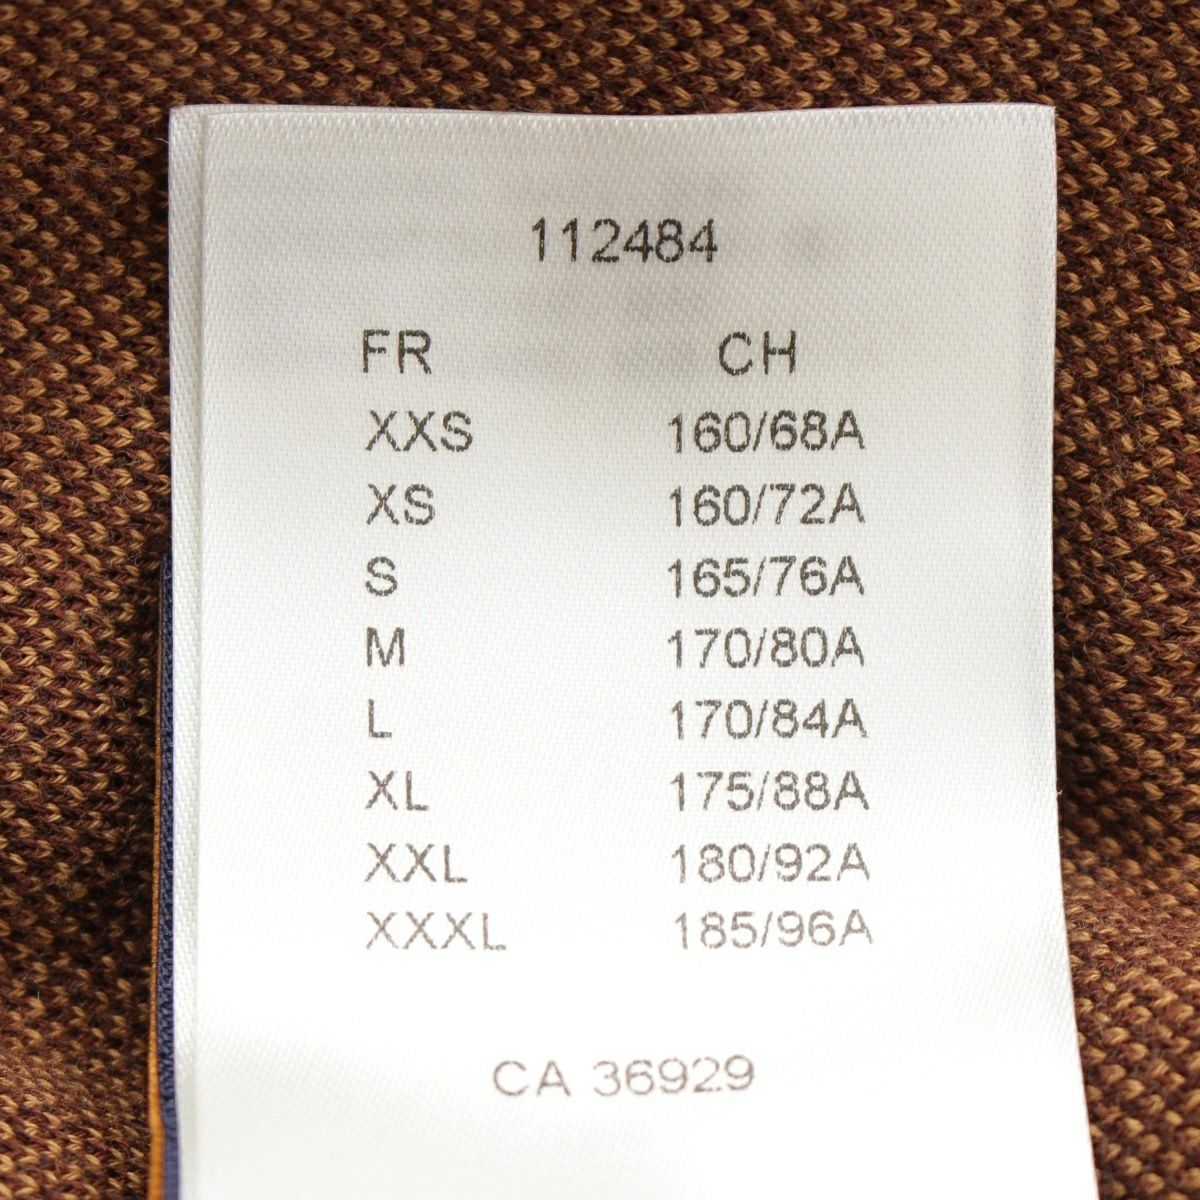 112484
FR CH
XXS 160/68A
XS 160/72A
S 165/76A
M 170/80A
L 170/84A
XL 175/88A
XXL 180/92A
XXXL 185/96A
CA 36929